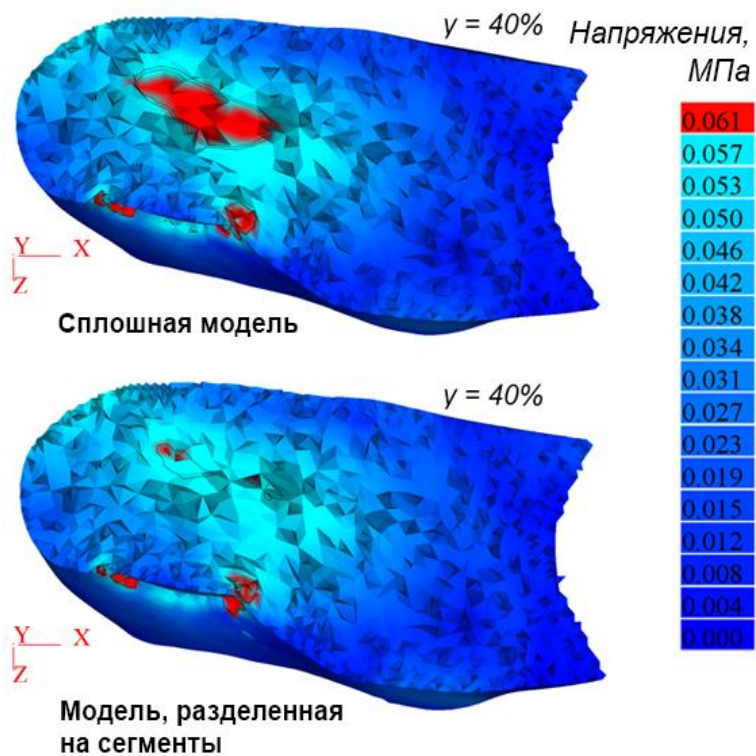 y = 40%
Напряжения,
МПа
0.061
0.057
0.053
0.050
0.046
0.042
0.038
0.034
0.031
0.027
0.023
0.019
0.015
0.012
0.008
0.004
0.000
Y X
Z
Сплошная модель
y = 40%
Y X
Z
Модель, разделенная
на сегменты